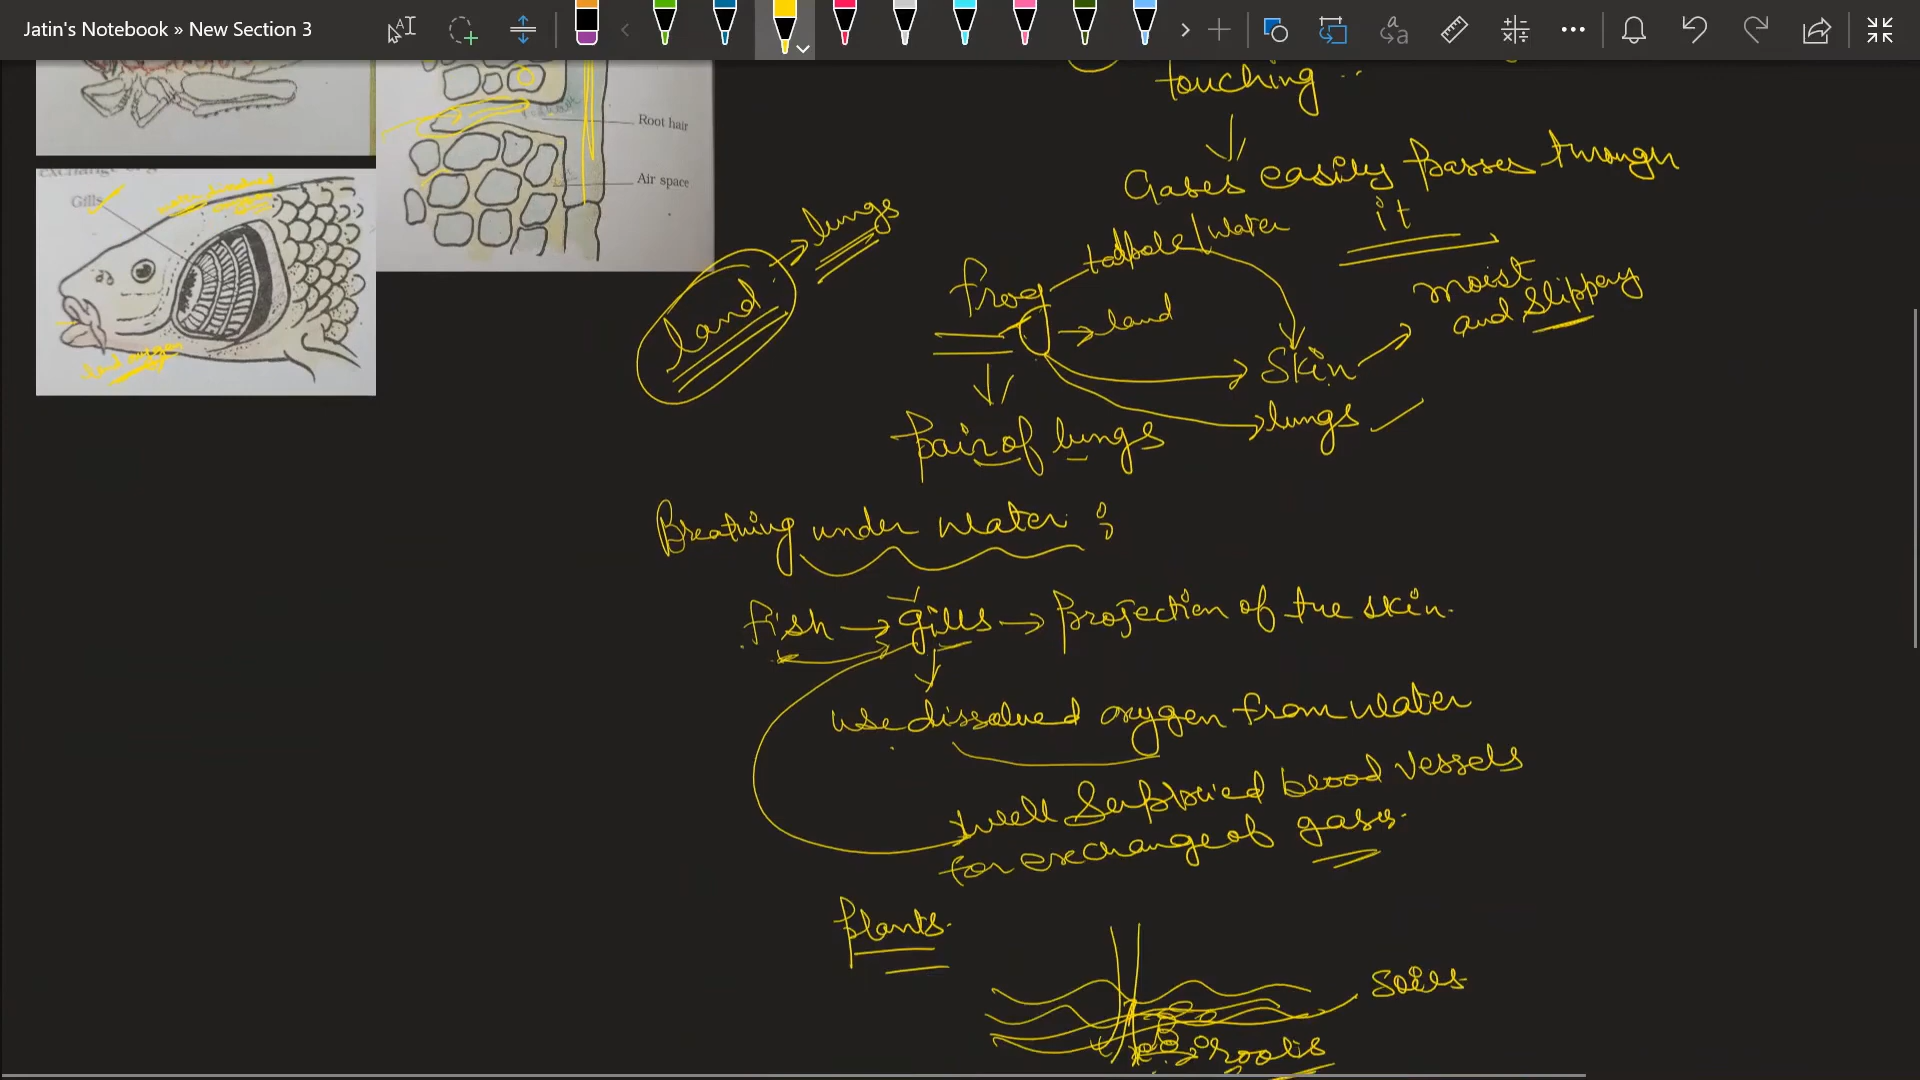 Jatin's Notebook » New Section 3
touching ..
Gases easily passes through
it
Root hair
Air space
Gills
land
lungs
frog
tadpole/water
land
Skin
moist
and slippery
lungs
pair of lungs
Breathing under water :
fish → gills → projection of the skin.
use dissolved oxygen from water
well supplied blood vessels
for exchange of gases.
Plants.
soils
roots